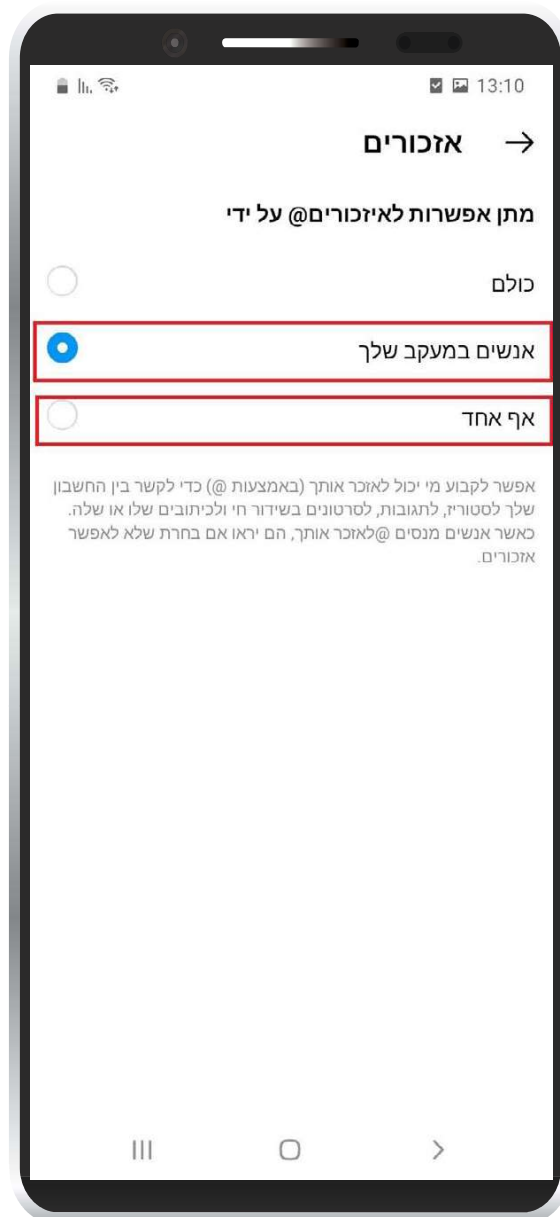 13:10
אזכורים
מתן אפשרות לאיזכורים@ על ידי
כולם
אנשים במעקב שלך
אף אחד
אפשר לקבוע מי יכול לאזכר אותך (באמצעות @) כדי לקשר בין החשבון
שלך לסטוריז, לתגובות, לסרטונים בשידור חי ולכיתובים שלו או שלה.
כאשר אנשים מנסים @לאזכר אותך, הם יראו אם בחרת שלא לאפשר
אזכורים.